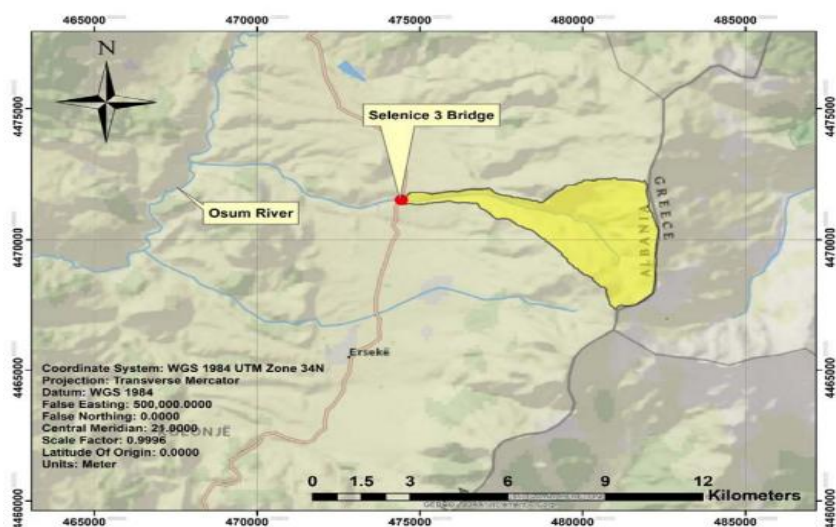 465000 470000 475000 480000 485000
N
4475000
4475000
Selenice 3 Bridge
Osum River
GREECE
ALBANIA
4470000
4470000
Ersekë
4465000
4465000
Coordinate System: WGS 1984 UTM Zone 34N
Projection: Transverse Mercator
Datum: WGS 1984
False Easting: 500,000.0000
False Northing: 0.0000
Central Meridian: 21.0000
Scale Factor: 0.9996
Latitude Of Origin: 0.0000
Units: Meter
0 1.5 3 6 9 12
Kilometers
4460000
4460000
465000 470000 475000 480000 485000